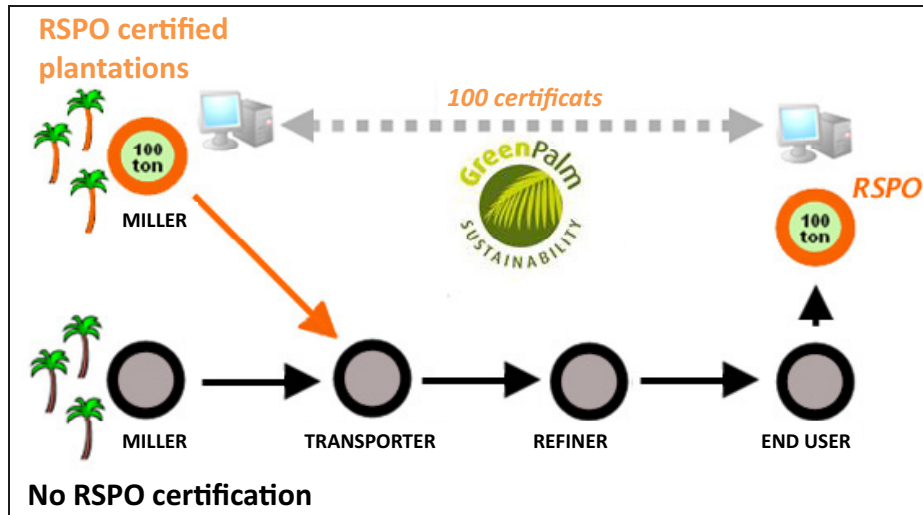 RSPO certified
plantations
100 certificats
100
ton
MILLER
GreenPalm
SUSTAINABILITY
RSPO
100
ton
MILLER
TRANSPORTER
REFINER
END USER
No RSPO certification